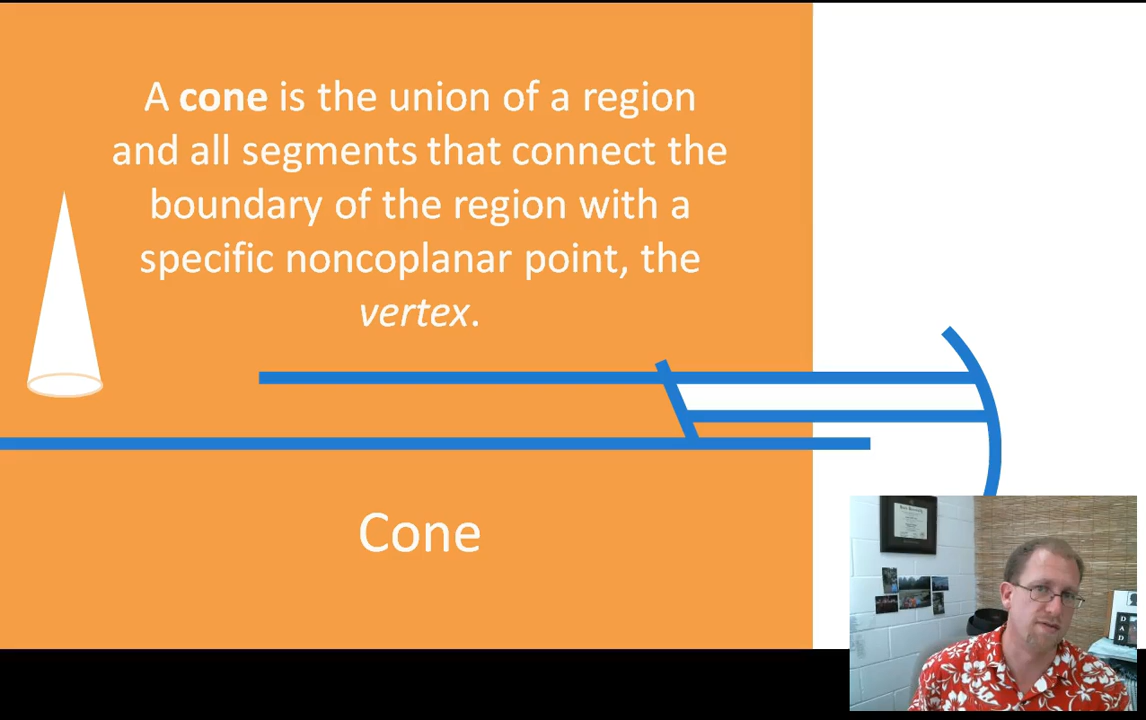 A cone is the union of a region
and all segments that connect the
boundary of the region with a
specific noncoplanar point, the
vertex.
Cone
DAD